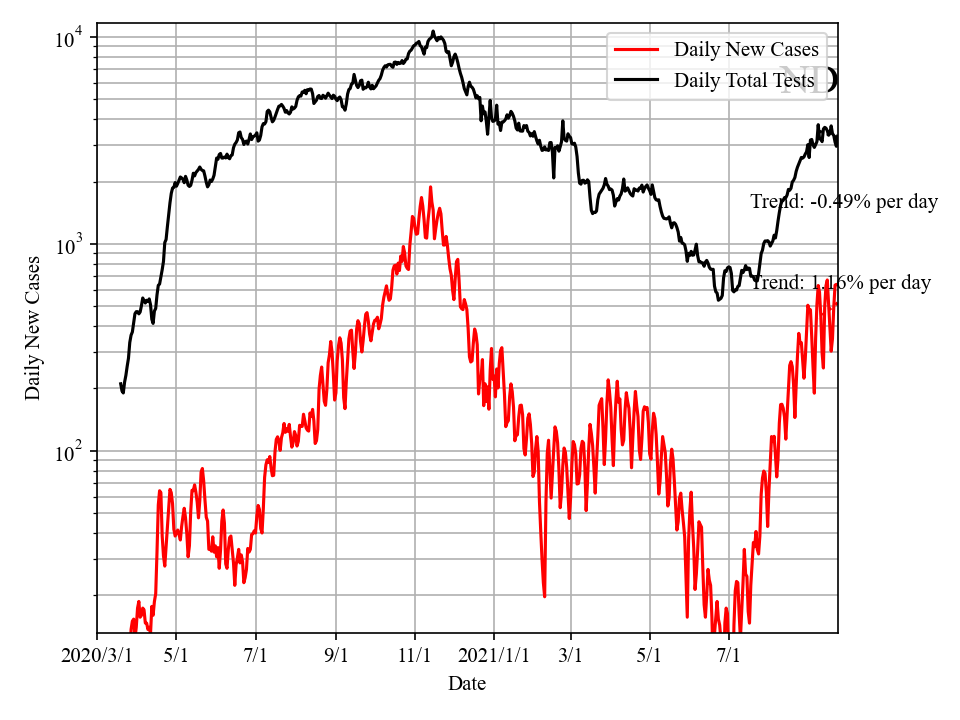 10^4
10^3
10^2
Daily New Cases
Daily New Cases
Daily Total Tests
ND
Trend: -0.49% per day
Trend: 1.16% per day
2020/3/1 5/1 7/1 9/1 11/1 2021/1/1 3/1 5/1 7/1
Date